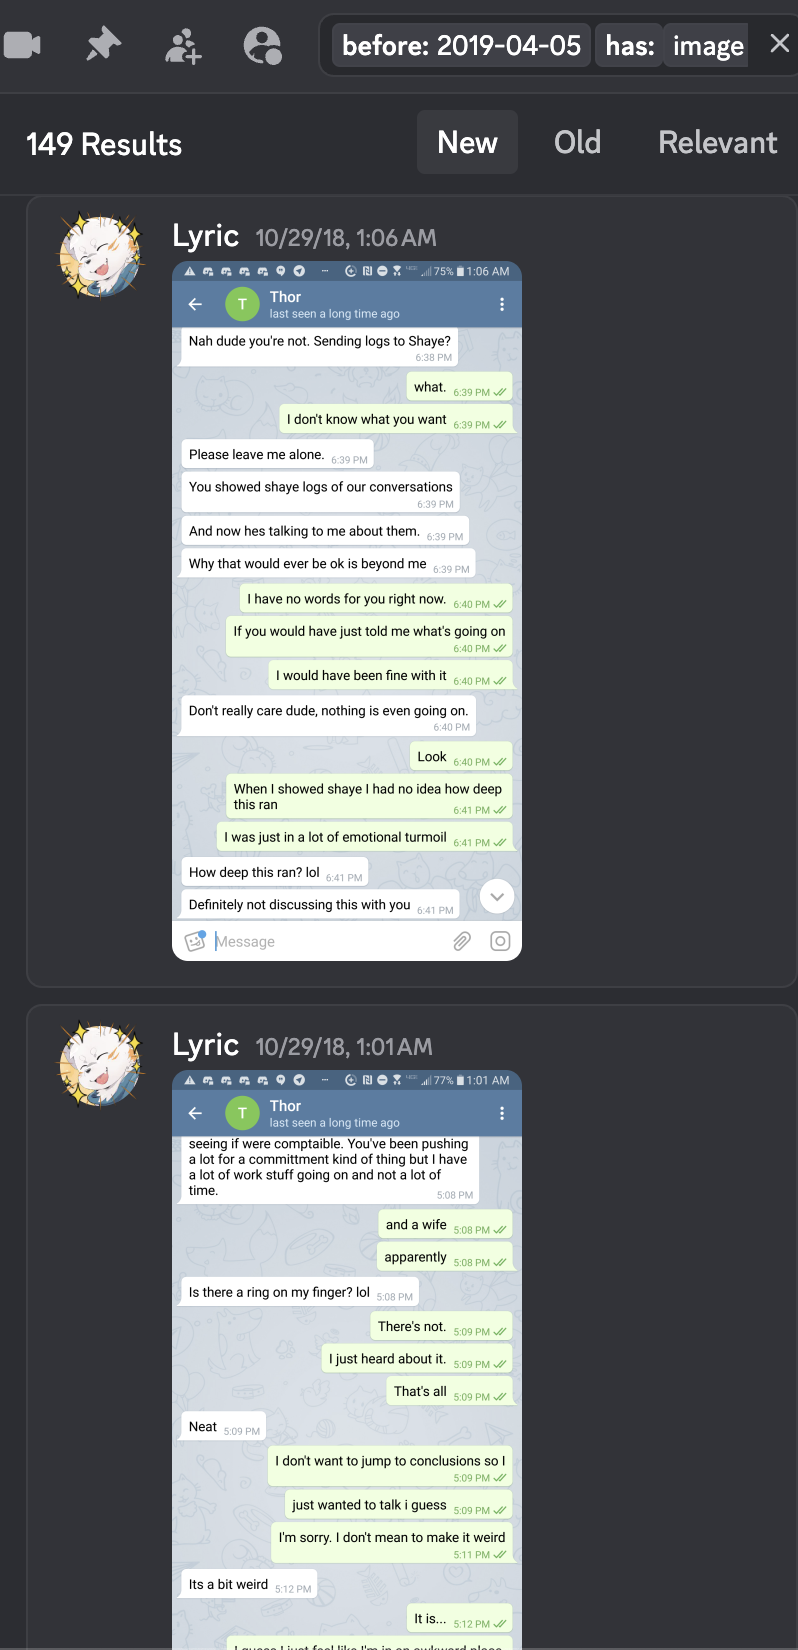 before: 2019-04-05 has: image
149 Results
New Old Relevant
Lyric 10/29/18, 1:06 AM
75% 1:06 AM
T
Thor
last seen a long time ago
Nah dude you're not. Sending logs to Shaye?
6:38 PM
what. 6:39 PM
I don't know what you want 6:39 PM
Please leave me alone. 6:39 PM
You showed shaye logs of our conversations
6:39 PM
And now hes talking to me about them. 6:39 PM
Why that would ever be ok is beyond me 6:39 PM
I have no words for you right now. 6:40 PM
If you would have just told me what's going on
6:40 PM
I would have been fine with it 6:40 PM
Don't really care dude, nothing is even going on.
6:40 PM
Look 6:40 PM
When I showed shaye I had no idea how deep
this ran 6:41 PM
I was just in a lot of emotional turmoil 6:41 PM
How deep this ran? lol 6:41 PM
Definitely not discussing this with you 6:41 PM
Message
Lyric 10/29/18, 1:01 AM
77% 1:01 AM
T
Thor
last seen a long time ago
seeing if were comptaible. You've been pushing
a lot for a committment kind of thing but I have
a lot of work stuff going on and not a lot of
time. 5:08 PM
and a wife 5:08 PM
apparently 5:08 PM
Is there a ring on my finger? lol 5:08 PM
There's not. 5:09 PM
I just heard about it. 5:09 PM
That's all 5:09 PM
Neat 5:09 PM
I don't want to jump to conclusions so I
5:09 PM
just wanted to talk i guess 5:09 PM
I'm sorry. I don't mean to make it weird
5:11 PM
Its a bit weird 5:12 PM
It is... 5:12 PM
I guess I just feel like I'm in an awkward place